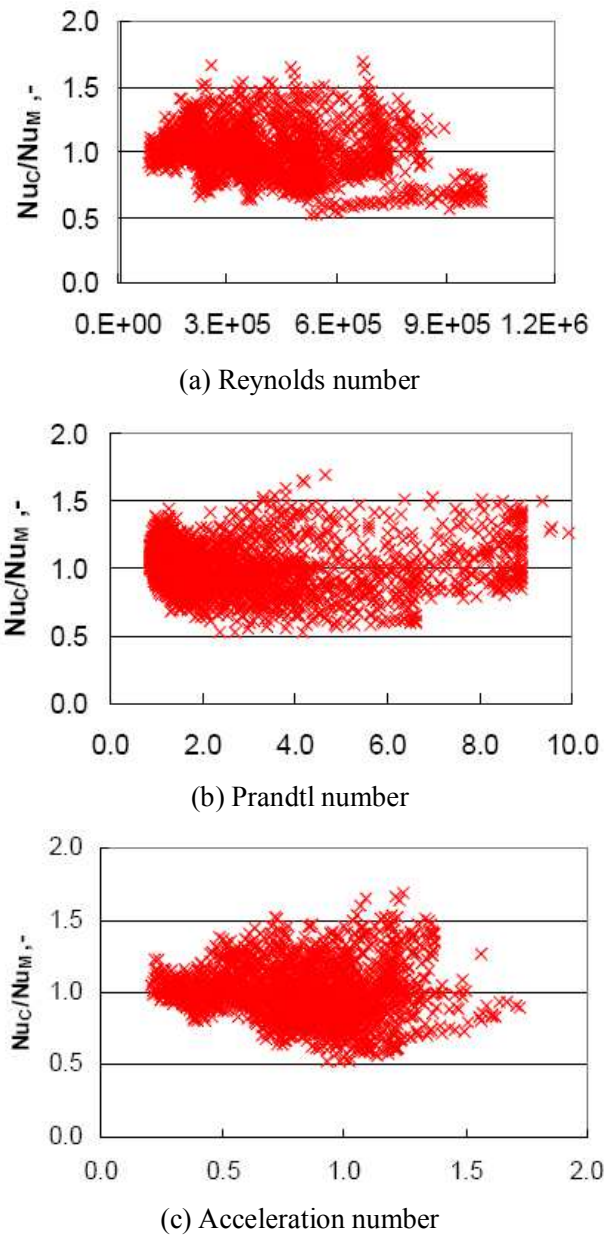 2.0
1.5
1.0
0.5
0.0
NuC/NuM ,-
0.E+00 3.E+05 6.E+05 9.E+05 1.2E+6
(a) Reynolds number
2.0
1.5
1.0
0.5
0.0
NuC/NuM ,-
0.0 2.0 4.0 6.0 8.0 10.0
(b) Prandtl number
2.0
1.5
1.0
0.5
0.0
NuC/NuM ,-
0.0 0.5 1.0 1.5 2.0
(c) Acceleration number